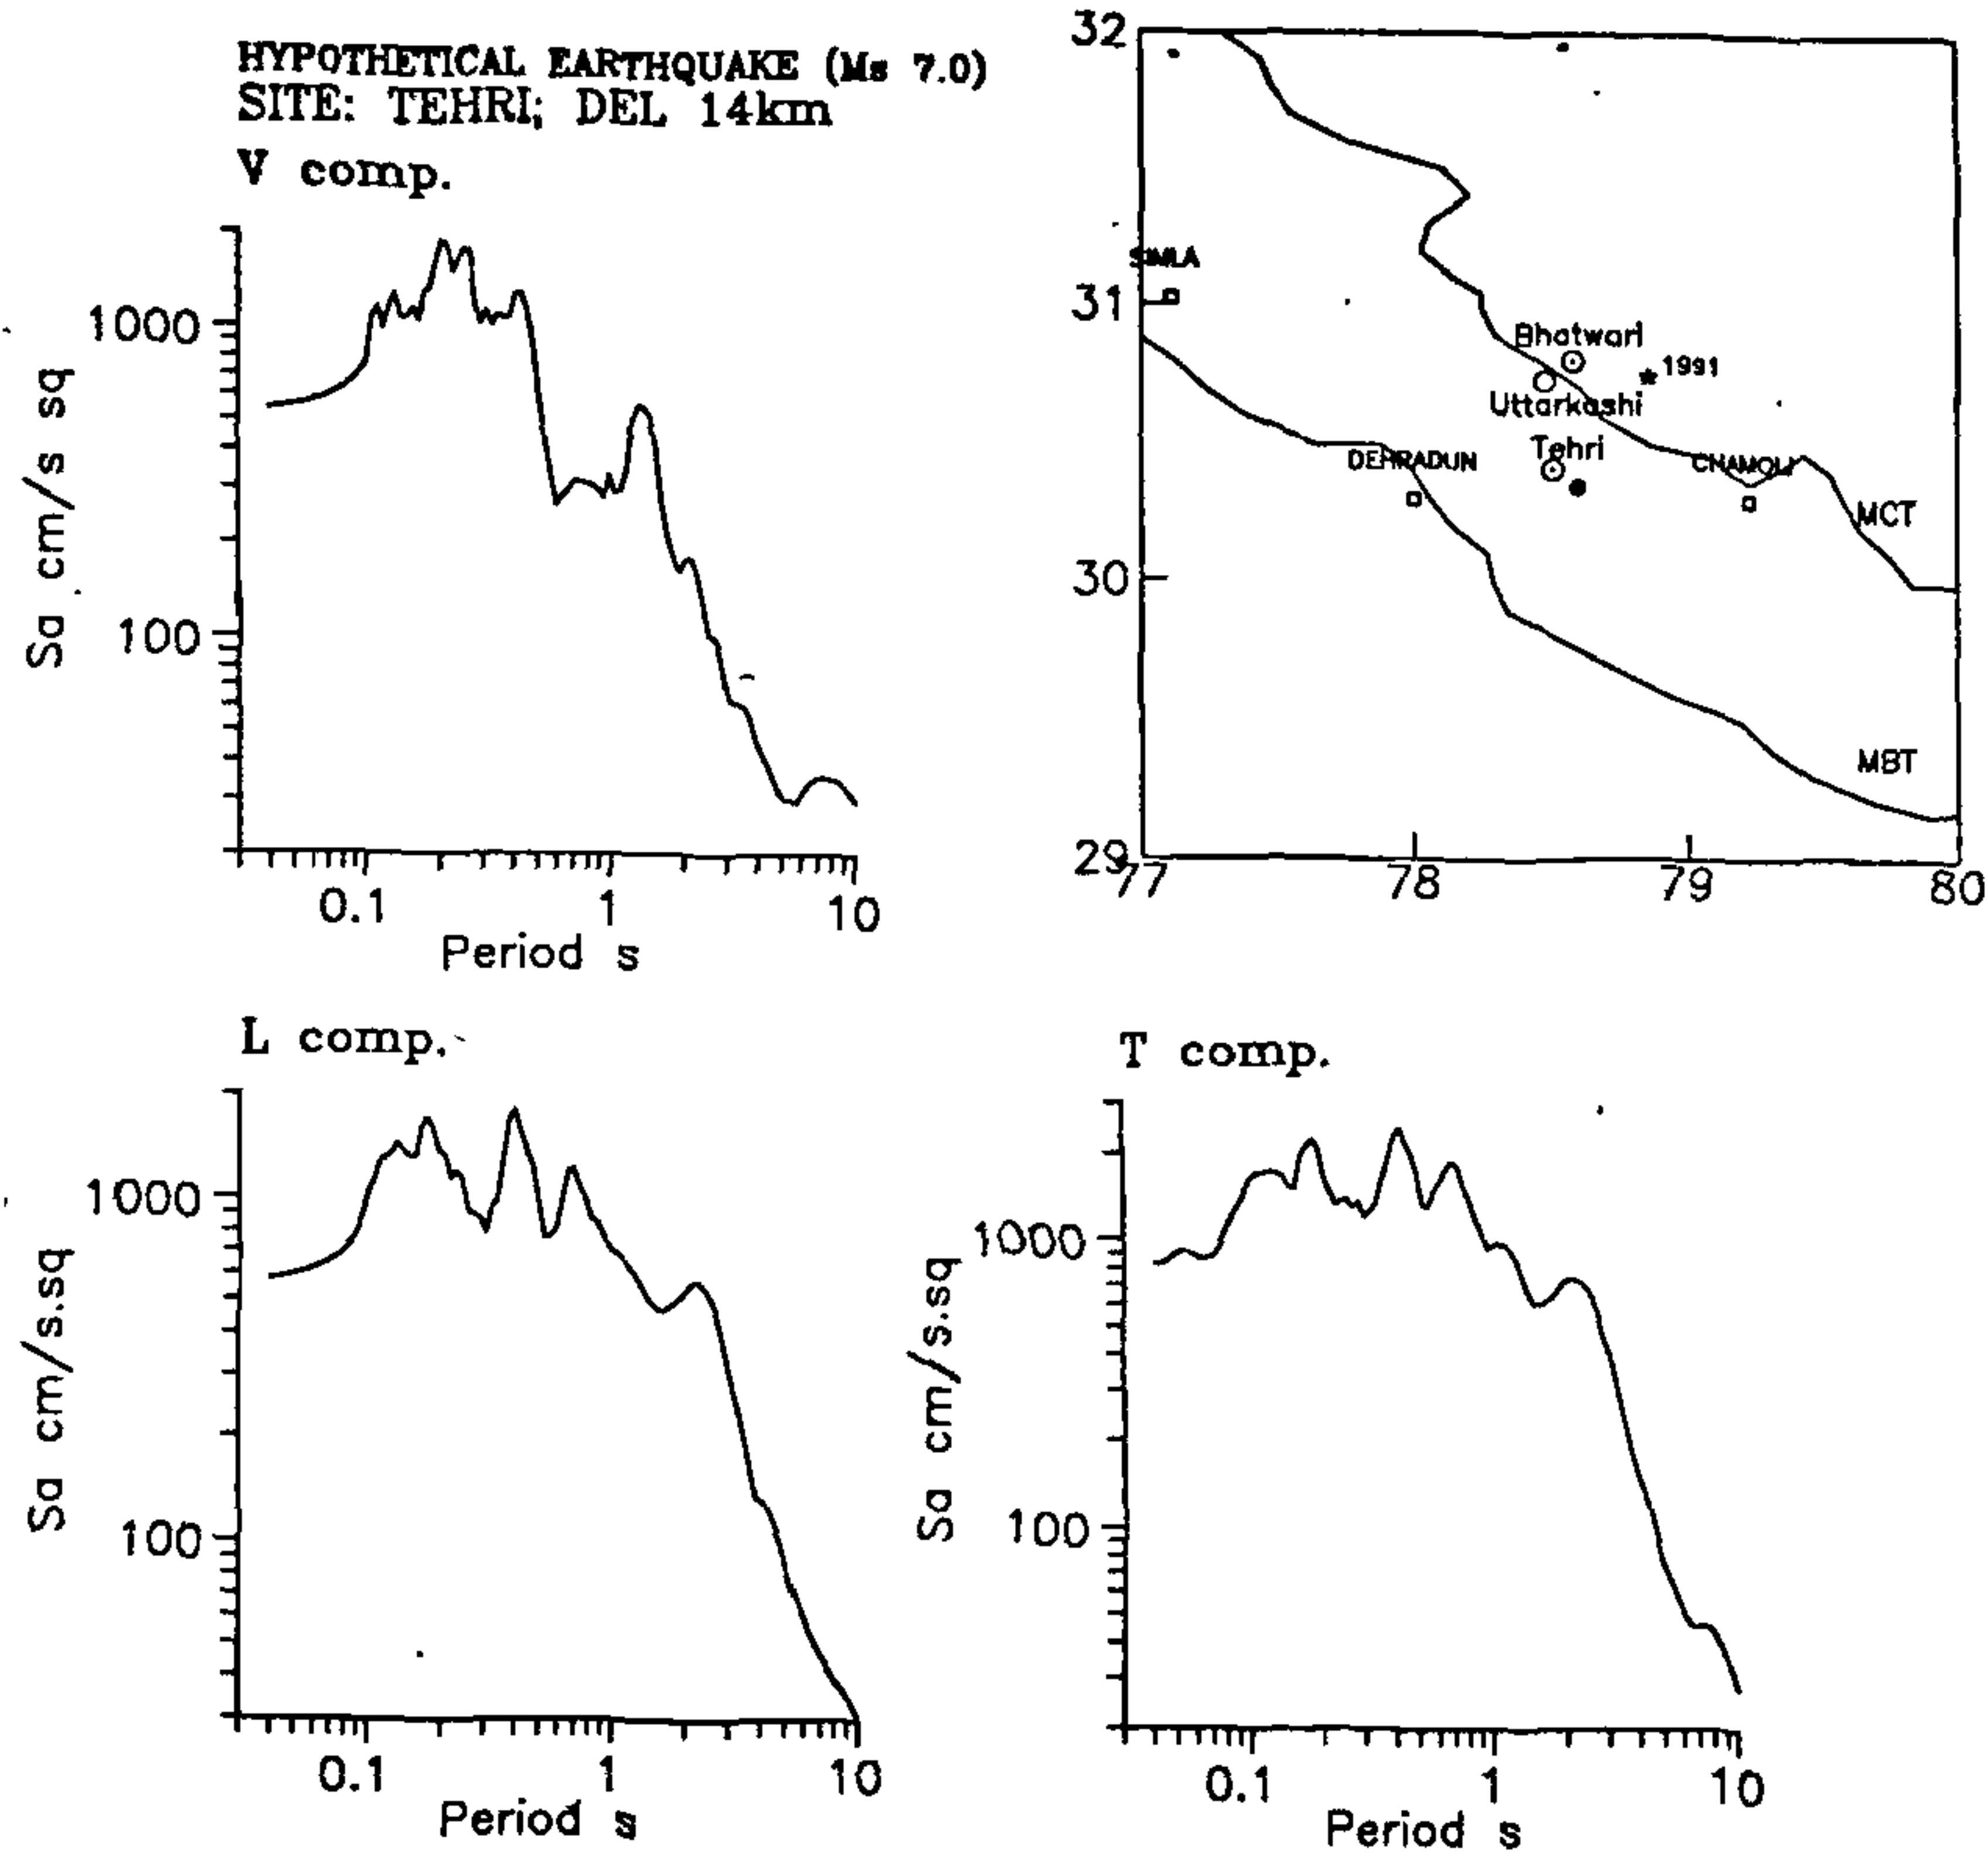 HYPOTHETICAL EARTHQUAKE (Ms 7.0)
SITE: TEHRI; DEL 14km
V comp.
1000
100
Sa cm/s sq
0.1 1 10
Period s
32
31
30
29
77 78 79 80
SIMLA
Bhatwari
1991
Uttarkashi
Tehri
DEHRADUN
CHAMOLI
MCT
MBT
L comp.
1000
100
Sa cm/s.sq
0.1 1 10
Period s
T comp.
1000
100
Sa cm/s.sq
0.1 1 10
Period s